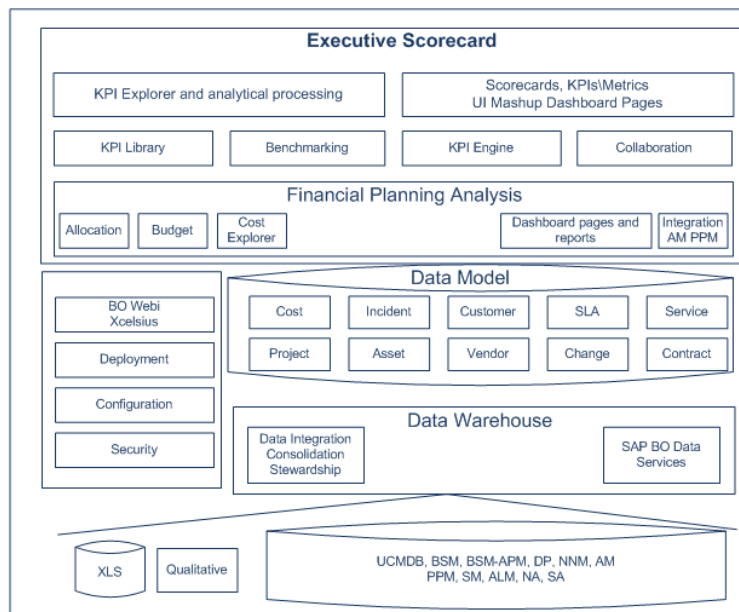 Executive Scorecard
KPI Explorer and analytical processing
Scorecards, KPIs\Metrics
UI Mashup Dashboard Pages
KPI Library
Benchmarking
KPI Engine
Collaboration
Financial Planning Analysis
Allocation
Budget
Cost
Explorer
Dashboard pages and
reports
Integration
AM PPM
BO Webi
Xcelsius
Deployment
Configuration
Security
Data Model
Cost
Incident
Customer
SLA
Service
Project
Asset
Vendor
Change
Contract
Data Warehouse
Data Integration
Consolidation
Stewardship
SAP BO Data
Services
XLS
Qualitative
UCMDB, BSM, BSM-APM, DP, NNM, AM
PPM, SM, ALM, NA, SA